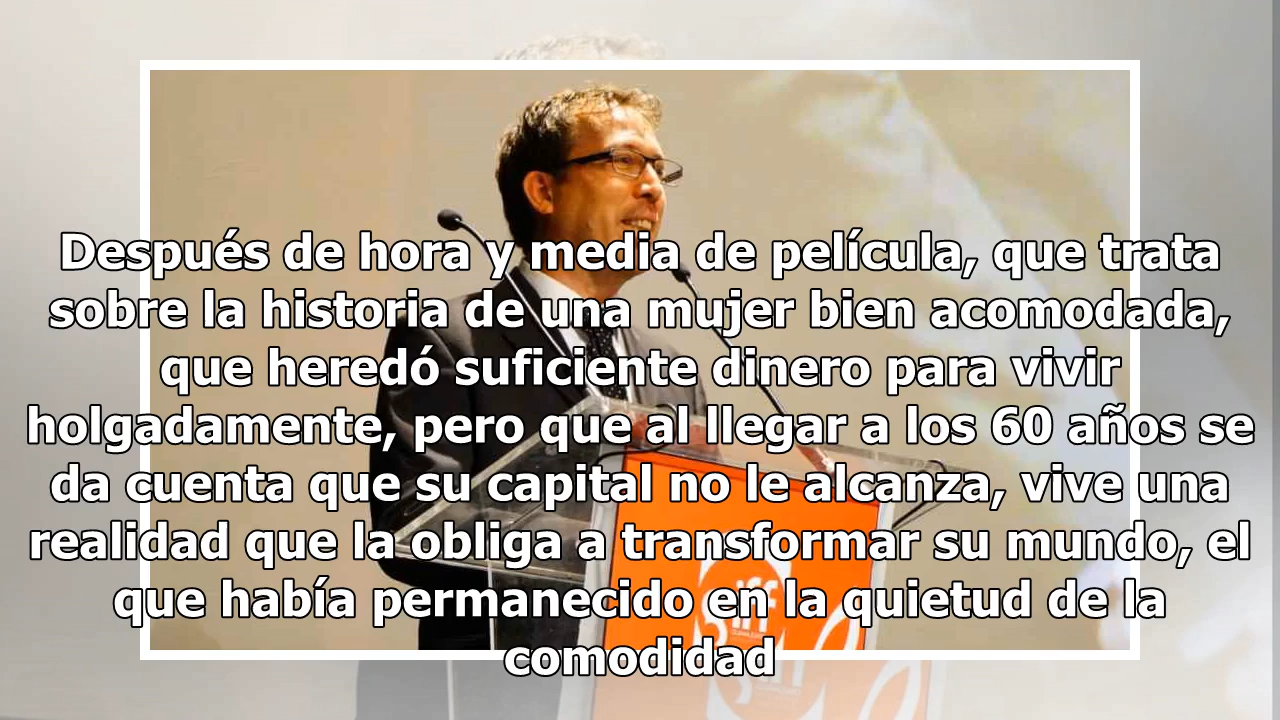 Después de hora y media de película, que trata
sobre la historia de una mujer bien acomodada,
que heredó suficiente dinero para vivir
holgadamente, pero que al llegar a los 60 años se
da cuenta que su capital no le alcanza, vive una
realidad que la obliga a transformar su mundo, el
que había permanecido en la quietud de la
comodidad
iff